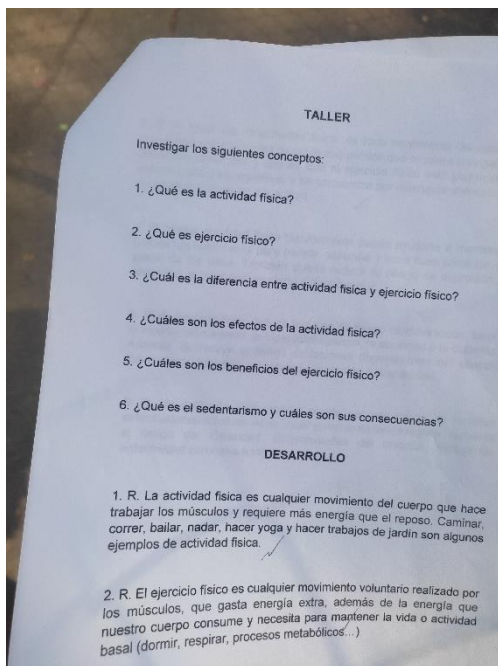 TALLER
Investigar los siguientes conceptos:
1. ¿Qué es la actividad física?
2. ¿Qué es ejercicio físico?
3. ¿Cuál es la diferencia entre actividad fisica y ejercicio físico?
4. ¿Cuáles son los efectos de la actividad fisica?
5. ¿Cuáles son los beneficios del ejercicio físico?
6. ¿Qué es el sedentarismo y cuáles son sus consecuencias?
DESARROLLO
1. R. La actividad fisica es cualquier movimiento del cuerpo que hace
trabajar los músculos y requiere más energía que el reposo. Caminar,
correr, bailar, nadar, hacer yoga y hacer trabajos de jardín son algunos
ejemplos de actividad fisica.
2. R. El ejercicio físico es cualquier movimiento voluntario realizado por
los músculos, que gasta energía extra, además de la energía que
nuestro cuerpo consume y necesita para mantener la vida o actividad
basal (dormir, respirar, procesos metabólicos...)